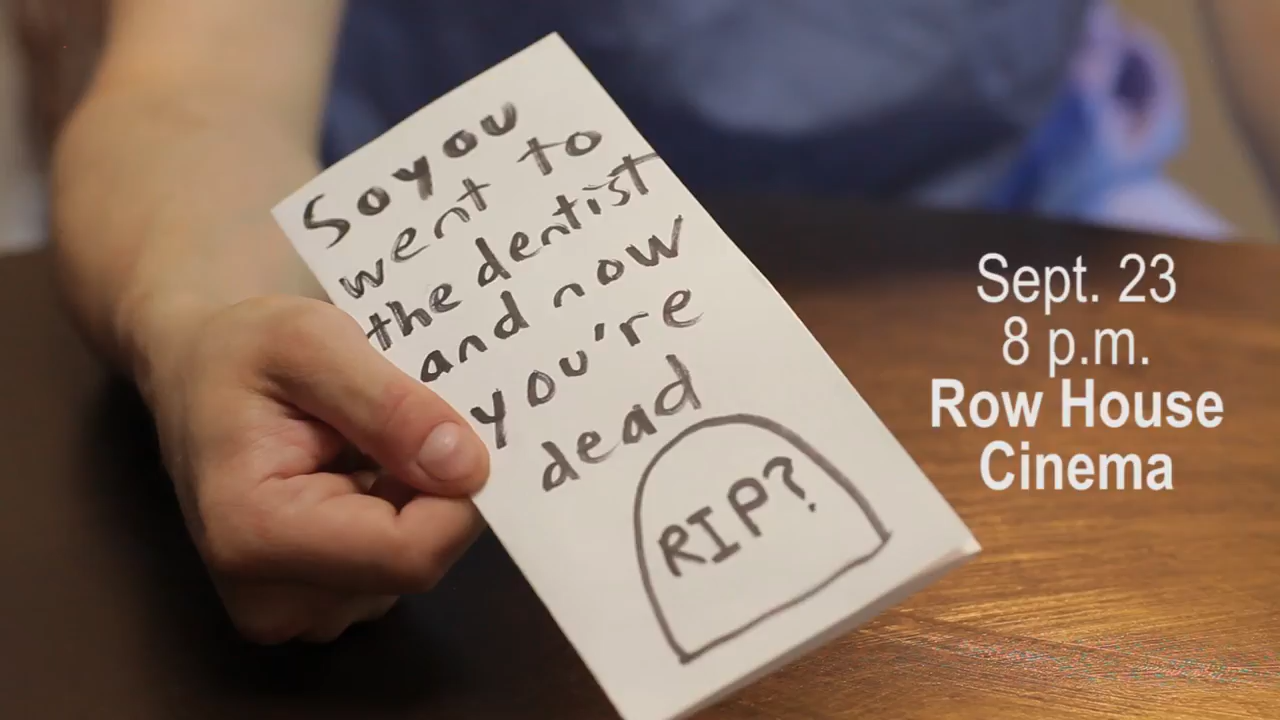 So you
went to
the dentist
and now
you're
dead
RIP?
Sept. 23
8 p.m.
Row House
Cinema